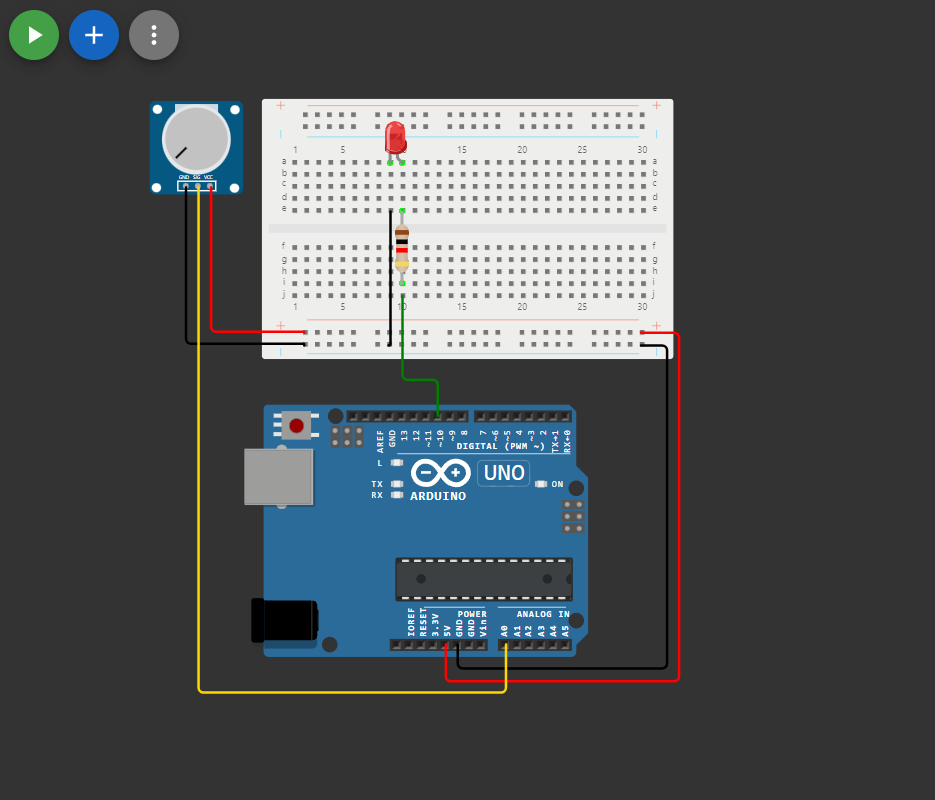 GND SIG VCC
+ +
1 5 10 15 20 25 30
a a
b b
c c
d d
e e
f f
g g
h h
i i
j j
1 5 10 15 20 25 30
+ +
AREF GND 13 12 ~11 ~10 ~9 8 7 ~6 ~5 4 ~3 2 TX→1 RX←0
DIGITAL (PWM ~)
L
UNO
TX
RX
ON
ARDUINO
POWER ANALOG IN
IOREF RESET 3.3V 5V GND GND Vin A0 A1 A2 A3 A4 A5